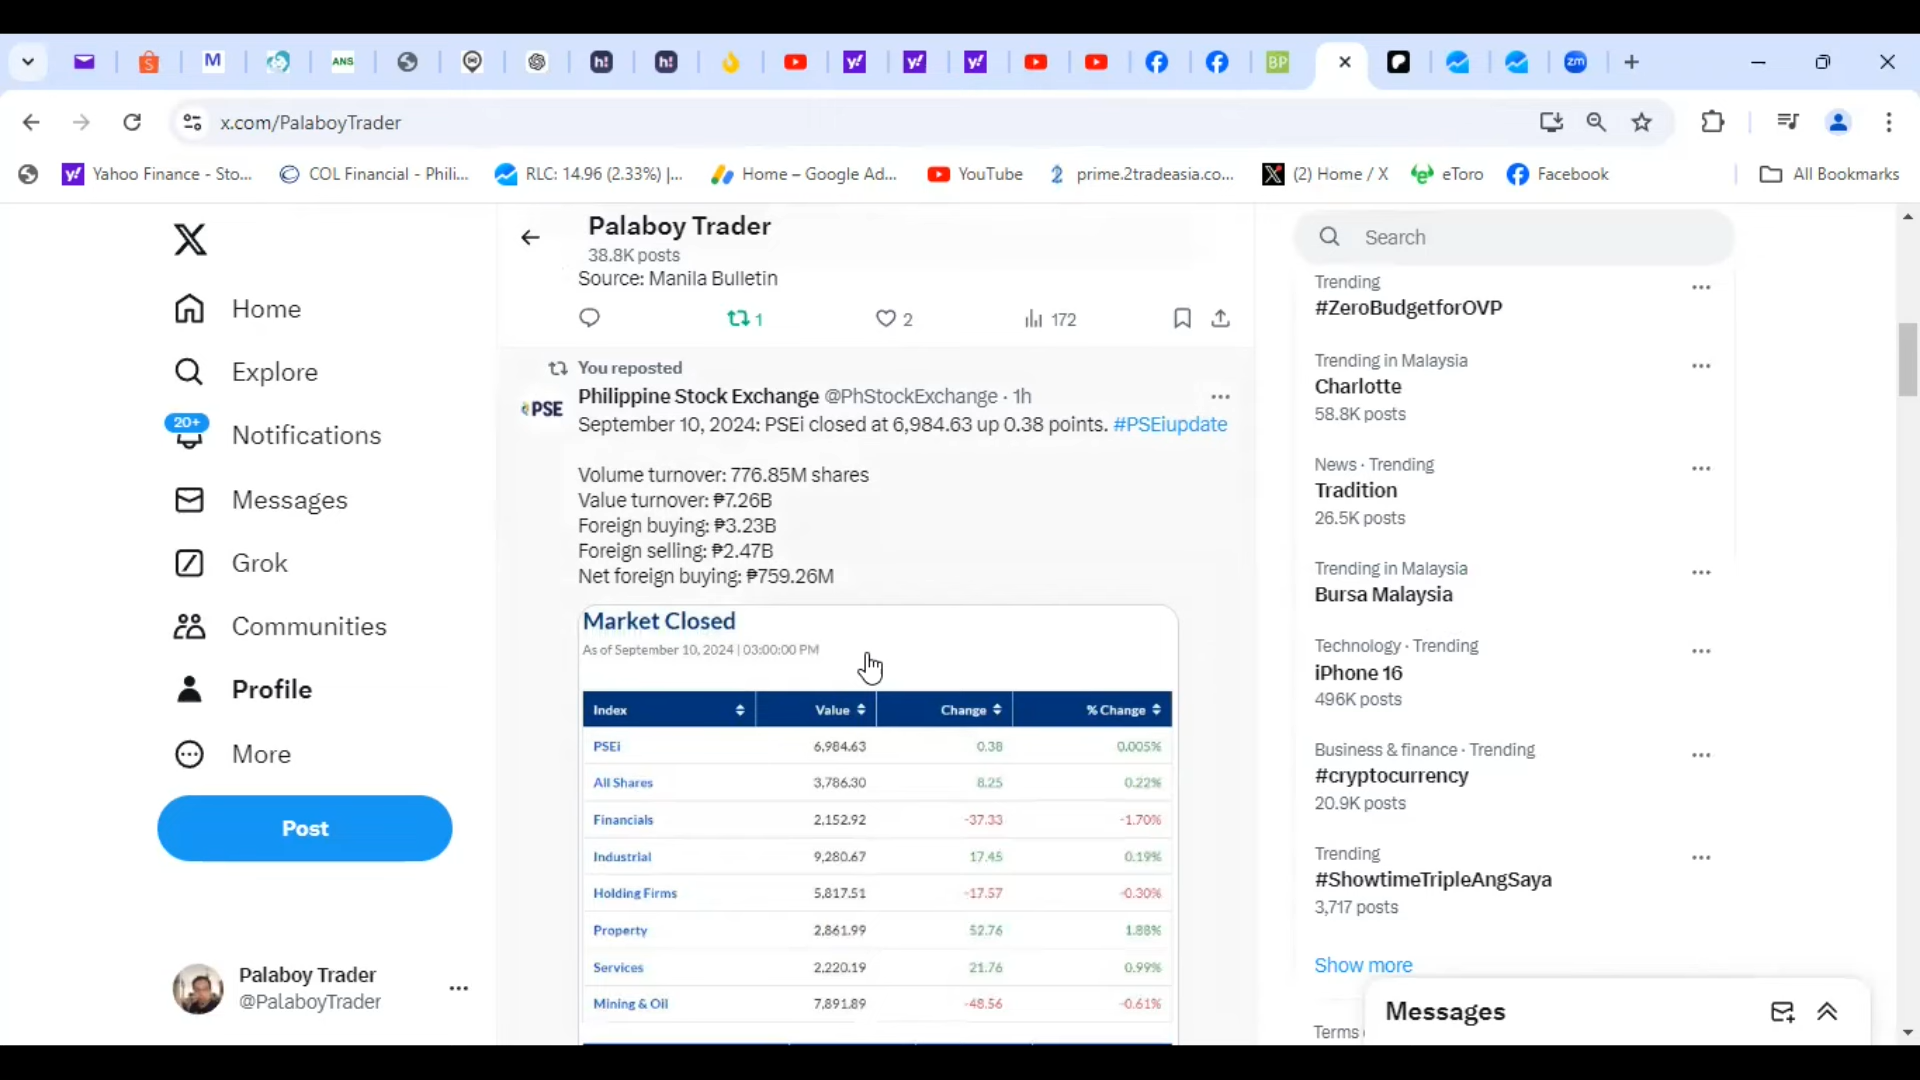 M
ANS
h!
h!
y!
y!
y!
BP
zm
x.com/PalaboyTrader
Yahoo Finance - Sto...
COL Financial - Phili...
RLC: 14.96 (2.33%) |...
Home – Google Ad...
YouTube
prime.2tradeasia.co...
(2) Home / X
eToro
Facebook
All Bookmarks
Home
Explore
20+
Notifications
Messages
Grok
Communities
Profile
More
Post
Palaboy Trader
@PalaboyTrader
Palaboy Trader
38.8K posts
Source: Manila Bulletin
1
2
172
You reposted
PSE
Philippine Stock Exchange @PhStockExchange · 1h
September 10, 2024: PSEi closed at 6,984.63 up 0.38 points. #PSEiupdate
Volume turnover: 776.85M shares
Value turnover: ₱7.26B
Foreign buying: ₱3.23B
Foreign selling: ₱2.47B
Net foreign buying: ₱759.26M
Market Closed
As of September 10, 2024 | 03:00:00 PM
Index Value Change % Change
PSEi 6,984.63 0.38 0.005%
All Shares 3,786.30 8.25 0.22%
Financials 2,152.92 -37.33 -1.70%
Industrial 9,280.67 17.45 0.19%
Holding Firms 5,817.51 -17.57 -0.30%
Property 2,861.99 52.76 1.88%
Services 2,220.19 21.76 0.99%
Mining & Oil 7,891.89 -48.56 -0.61%
Search
Trending
#ZeroBudgetforOVP
Trending in Malaysia
Charlotte
58.8K posts
News · Trending
Tradition
26.5K posts
Trending in Malaysia
Bursa Malaysia
Technology · Trending
iPhone 16
496K posts
Business & finance · Trending
#cryptocurrency
20.9K posts
Trending
#ShowtimeTripleAngSaya
3,717 posts
Show more
Terms
Messages